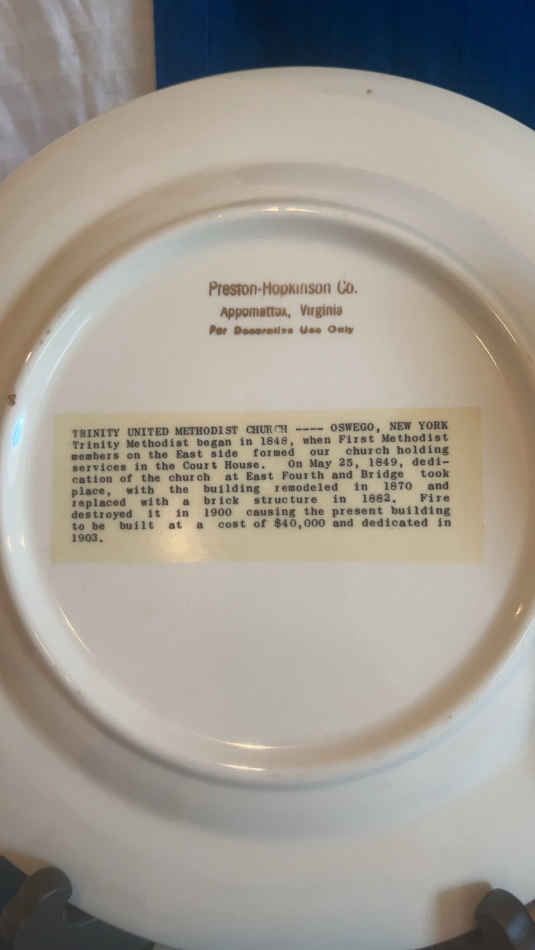 Preston-Hopkinson Co.
Appomattox, Virginia
For Decorative Use Only
TRINITY UNITED METHODIST CHURCH ---- OSWEGO, NEW YORK
Trinity Methodist began in 1848, when First Methodist
members on the East side formed our church holding
services in the Court House. On May 25, 1849, dedi-
cation of the church at East Fourth and Bridge took
place, with the building remodeled in 1870 and
replaced with a brick structure in 1882. Fire
destroyed it in 1900 causing the present building
to be built at a cost of $40,000 and dedicated in
1903.